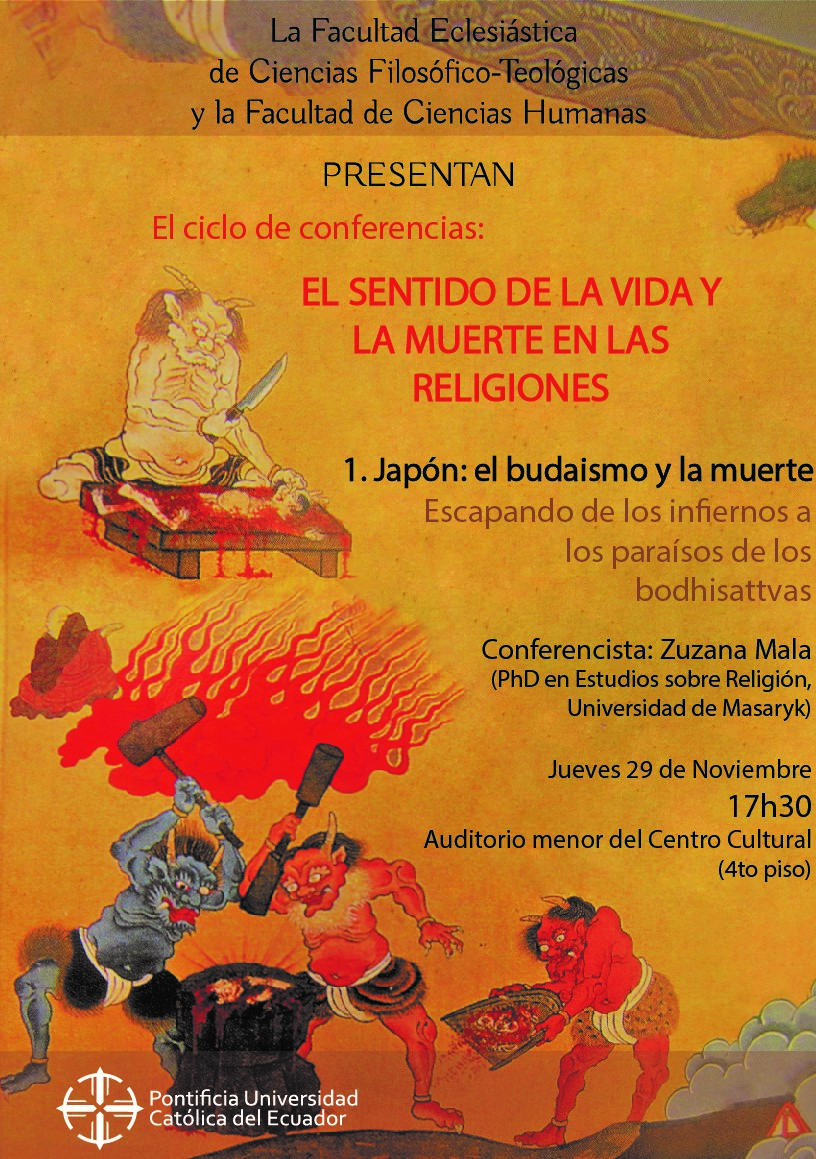 La Facultad Eclesiástica
de Ciencias Filosófico-Teológicas
y la Facultad de Ciencias Humanas
PRESENTAN
El ciclo de conferencias:
EL SENTIDO DE LA VIDA Y
LA MUERTE EN LAS
RELIGIONES
1. Japón: el budaismo y la muerte
Escapando de los infiernos a
los paraísos de los
bodhisattvas
Conferencista: Zuzana Mala
(PhD en Estudios sobre Religión,
Universidad de Masaryk)
Jueves 29 de Noviembre
17h30
Auditorio menor del Centro Cultural
(4to piso)
Pontificia Universidad
Católica del Ecuador